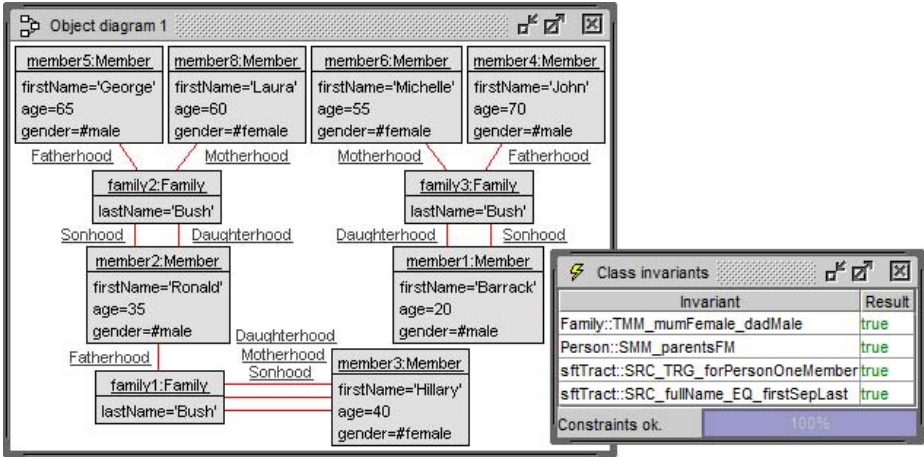 Object diagram 1
member5:Member member8:Member member6:Member member4:Member
firstName='George' firstName='Laura' firstName='Michelle' firstName='John'
age=65 age=60 age=55 age=70
gender=#male gender=#female gender=#female gender=#male
Fatherhood Motherhood Motherhood Fatherhood
family2:Family family3:Family
lastName='Bush' lastName='Bush'
Sonhood Daughterhood Daughterhood Sonhood
member2:Member member1:Member
firstName='Ronald' firstName='Barrack'
age=35 age=20
gender=#male gender=#male
Daughterhood
Fatherhood Motherhood member3:Member
Sonhood
family1:Family firstName='Hillary'
lastName='Bush' age=40
gender=#female
Class invariants
Invariant Result
Family::TMM_mumFemale_dadMale true
Person::SMM_parentsFM true
sftTract::SRC_TRG_forPersonOneMember true
sftTract::SRC_fullName_EQ_firstSepLast true
Constraints ok. 100%